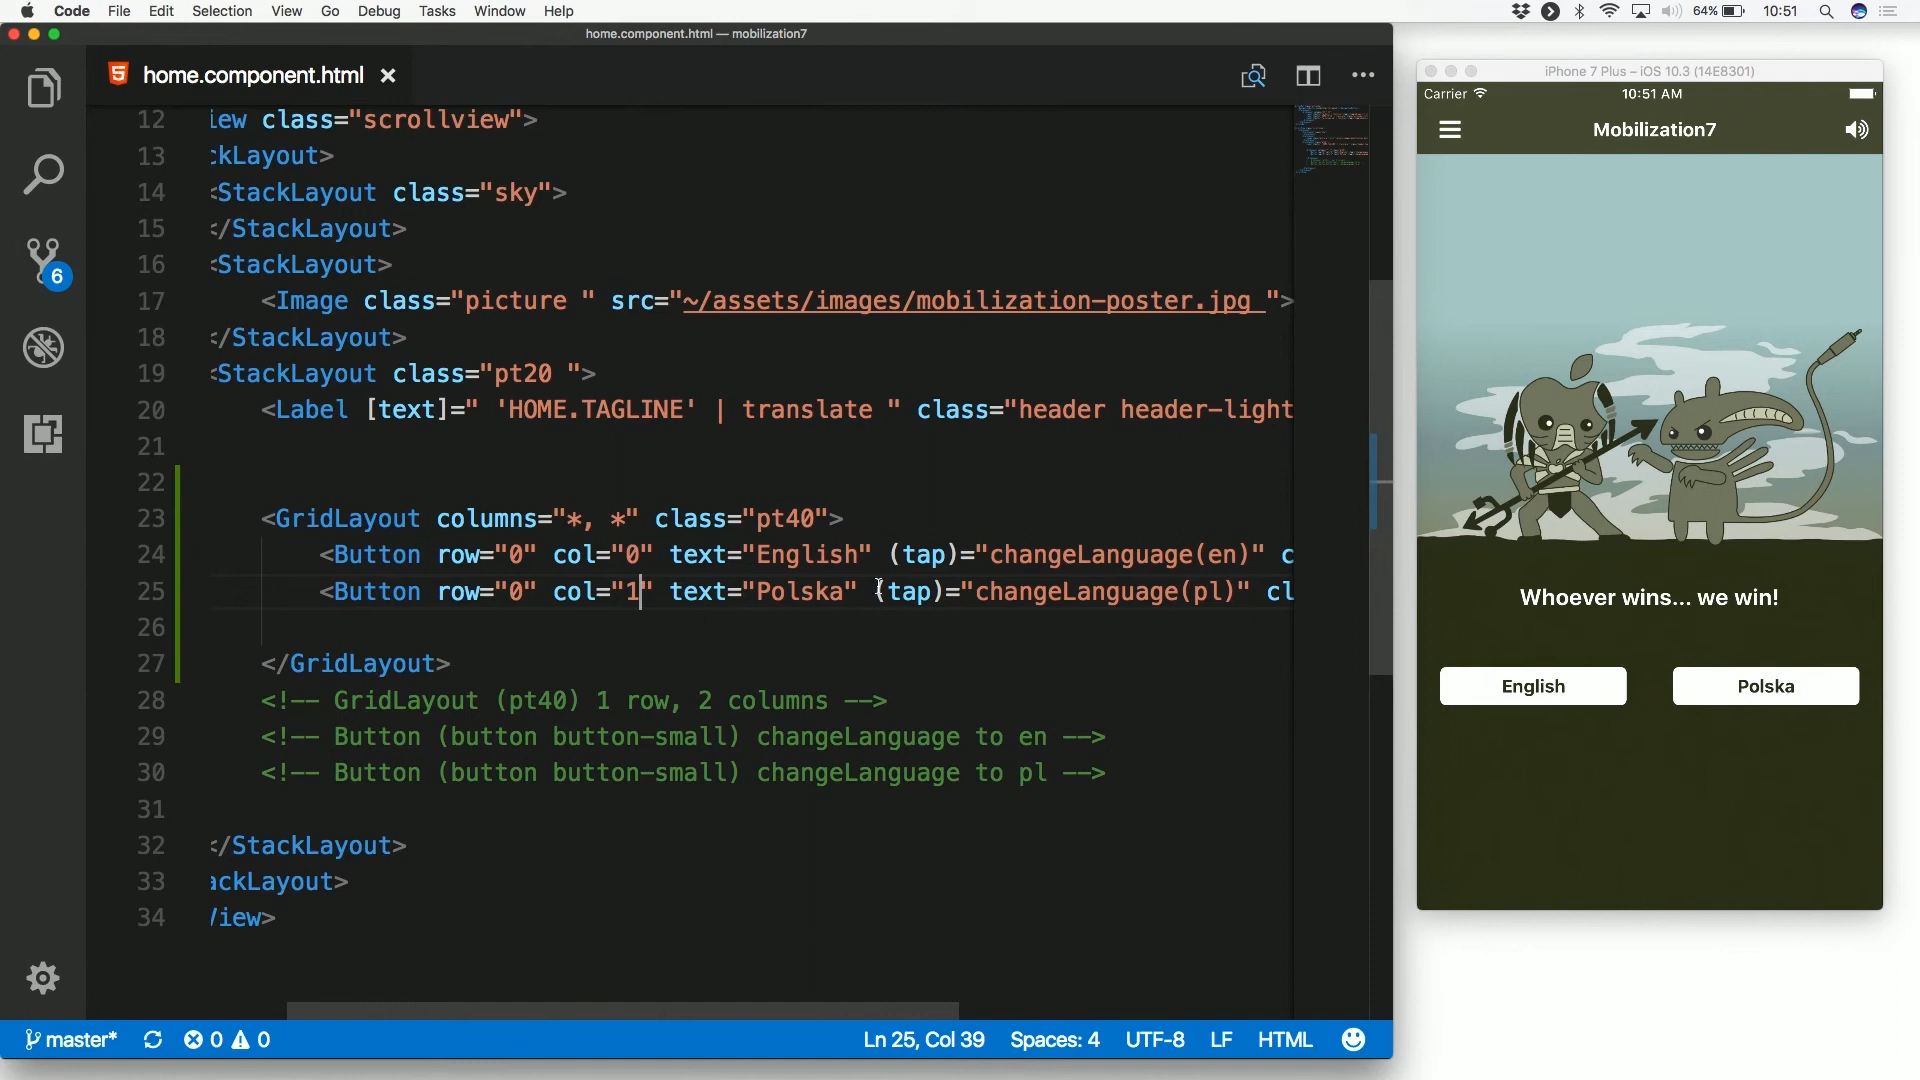 Code File Edit Selection View Go Debug Tasks Window Help
64% 10:51
home.component.html — mobilization7
home.component.html
12 iew class="scrollview">
13 ckLayout>
14 <StackLayout class="sky">
15 </StackLayout>
16 <StackLayout>
17 <Image class="picture " src="~/assets/images/mobilization-poster.jpg ">
18 </StackLayout>
19 <StackLayout class="pt20 ">
20 <Label [text]=" 'HOME.TAGLINE' | translate " class="header header-light
21
22
23 <GridLayout columns="*, *" class="pt40">
24 <Button row="0" col="0" text="English" (tap)="changeLanguage(en)" c
25 <Button row="0" col="1" text="Polska" (tap)="changeLanguage(pl)" cl
26
27 </GridLayout>
28 <!-- GridLayout (pt40) 1 row, 2 columns -->
29 <!-- Button (button button-small) changeLanguage to en -->
30 <!-- Button (button button-small) changeLanguage to pl -->
31
32 </StackLayout>
33 ackLayout>
34 View>
6
master* 0 0 Ln 25, Col 39 Spaces: 4 UTF-8 LF HTML
iPhone 7 Plus – iOS 10.3 (14E8301)
Carrier 10:51 AM
Mobilization7
Whoever wins... we win!
English Polska